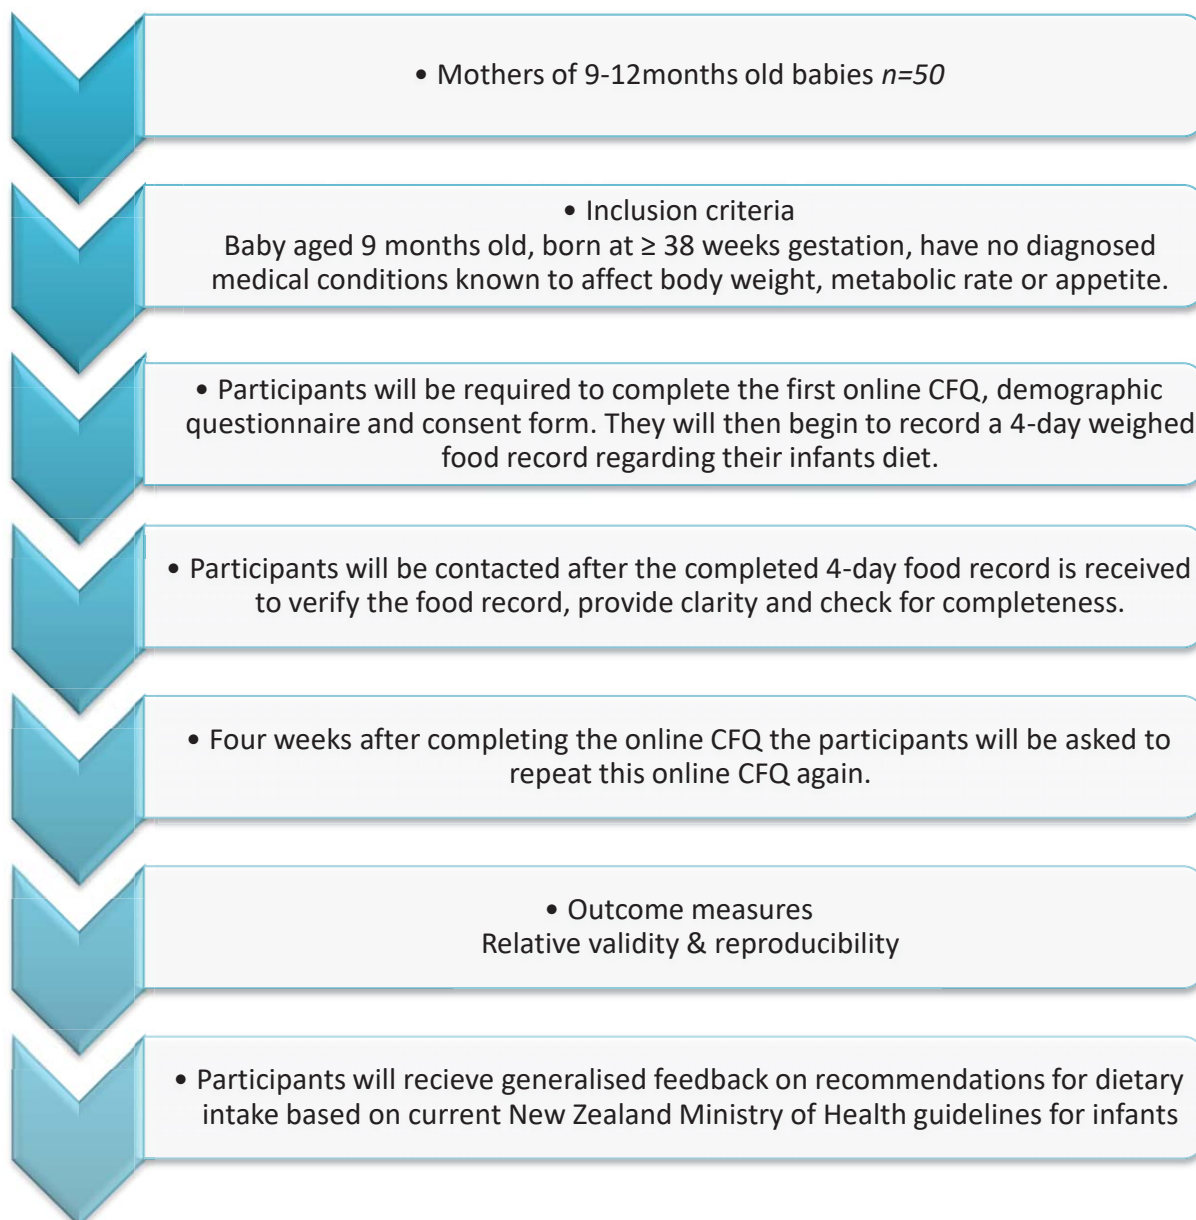 • Mothers of 9-12months old babies n=50
• Inclusion criteria
Baby aged 9 months old, born at ≥ 38 weeks gestation, have no diagnosed
medical conditions known to affect body weight, metabolic rate or appetite.
• Participants will be required to complete the first online CFQ, demographic
questionnaire and consent form. They will then begin to record a 4-day weighed
food record regarding their infants diet.
• Participants will be contacted after the completed 4-day food record is received
to verify the food record, provide clarity and check for completeness.
• Four weeks after completing the online CFQ the participants will be asked to
repeat this online CFQ again.
• Outcome measures
Relative validity & reproducibility
• Participants will recieve generalised feedback on recommendations for dietary
intake based on current New Zealand Ministry of Health guidelines for infants